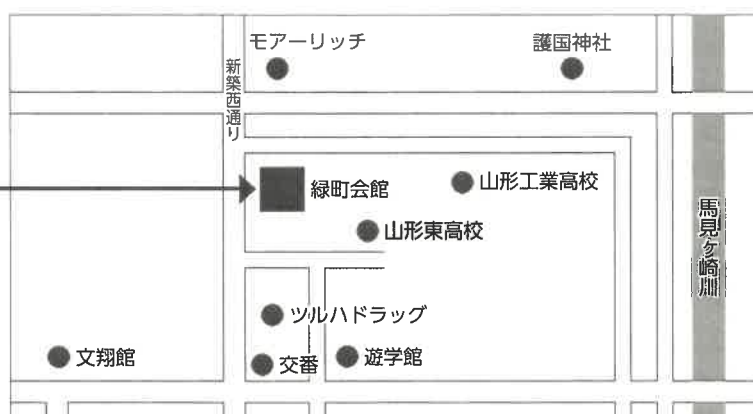 モアーリッチ
護国神社
新築西通り
緑町会館
山形工業高校
山形東高校
馬見ヶ崎川
ツルハドラッグ
文翔館
交番
遊学館